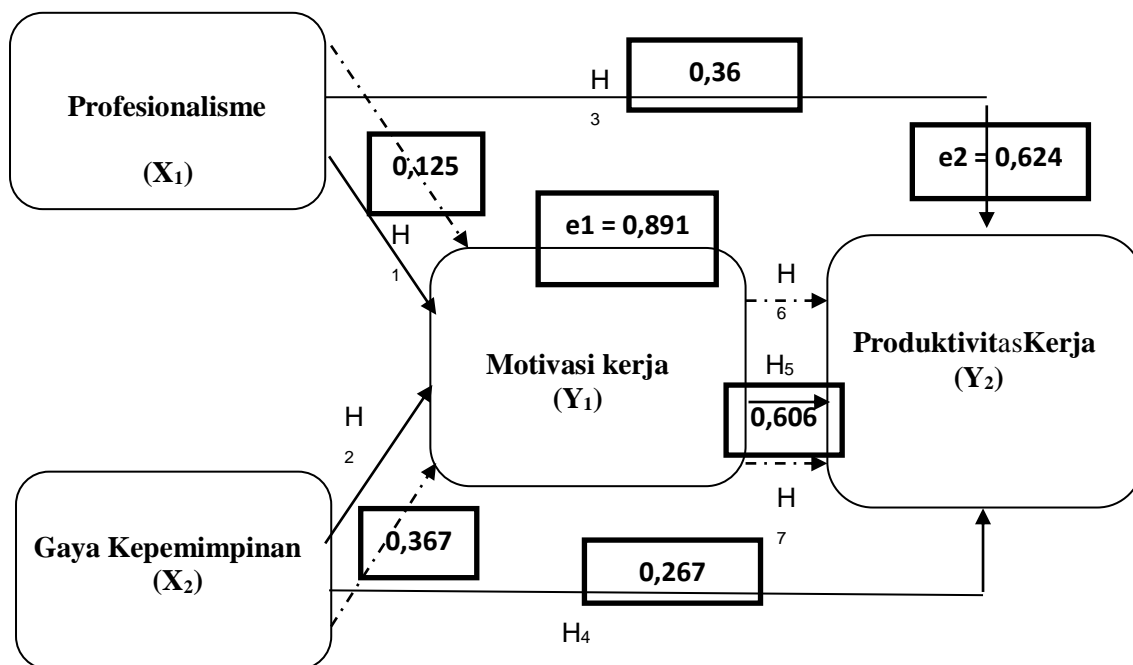 H
3
0,36
Profesionalisme
(X₁)
0,125
e2 = 0,624
H
1
e1 = 0,891
H
6
Motivasi kerja
(Y₁)
H₅
0,606
ProduktivitasKerja
(Y₂)
H
2
H
7
Gaya Kepemimpinan
(X₂)
0,367
0,267
H₄